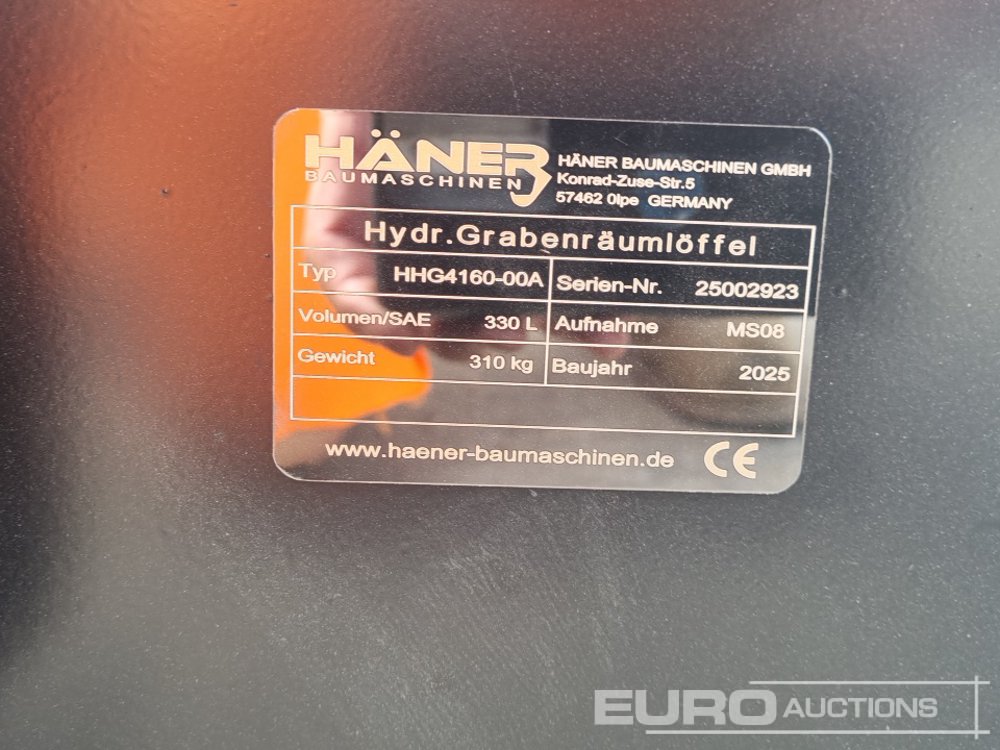 HÄNER
BAUMASCHINEN
HÄNER BAUMASCHINEN GMBH
Konrad-Zuse-Str.5
57462 Olpe GERMANY
Hydr.Grabenräumlöffel
Typ HHG4160-00A Serien-Nr. 25002923
Volumen/SAE 330 L Aufnahme MS08
Gewicht 310 kg Baujahr 2025
www.haener-baumaschinen.de CE
EURO AUCTIONS